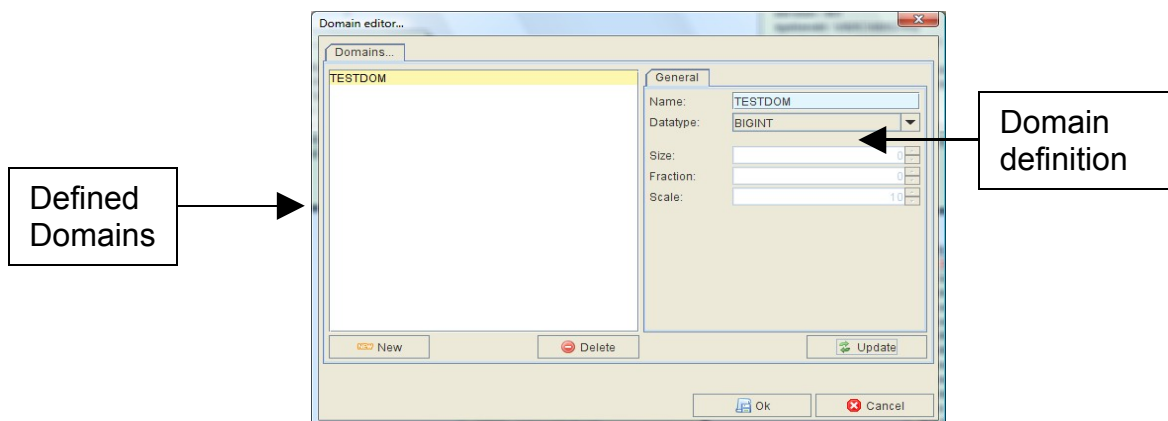 Domain editor...
Domains...
TESTDOM
General
Name: TESTDOM
Datatype: BIGINT
Size: 0
Fraction: 0
Scale: 10
Domain
definition
Defined
Domains
New
Delete
Update
Ok
Cancel